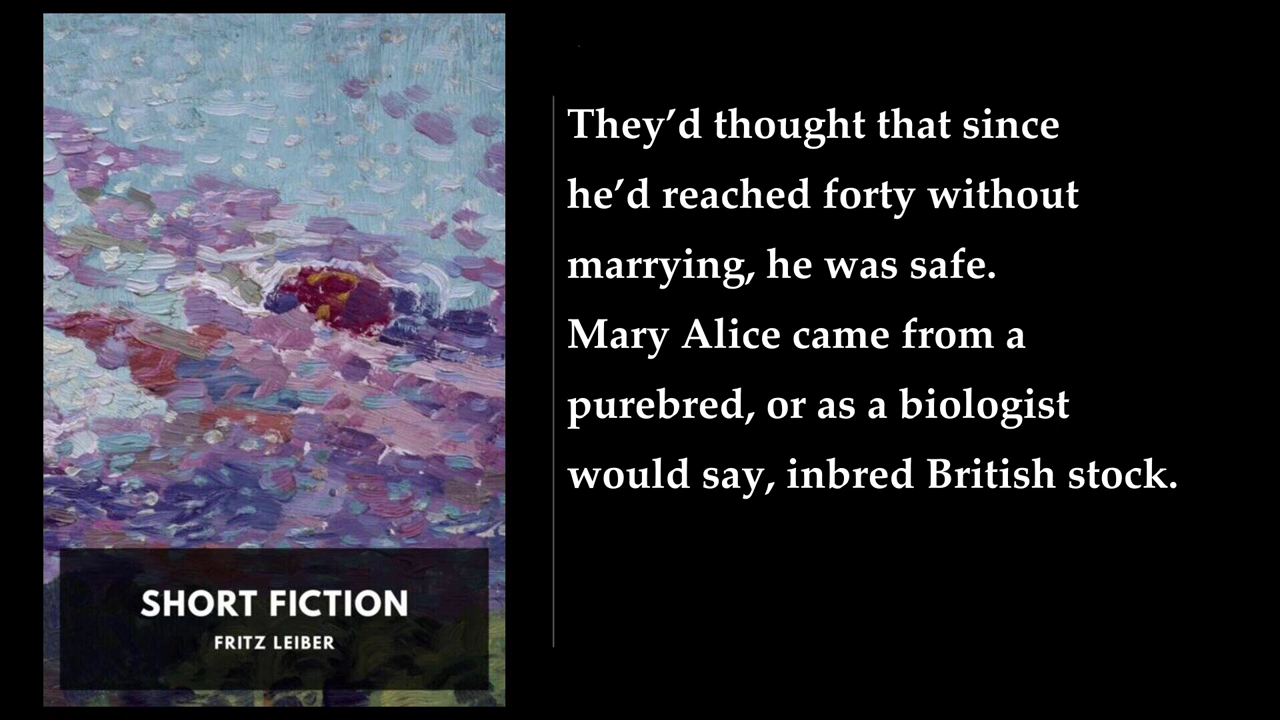 They’d thought that since
he’d reached forty without
marrying, he was safe.
Mary Alice came from a
purebred, or as a biologist
would say, inbred British stock.
SHORT FICTION
FRITZ LEIBER